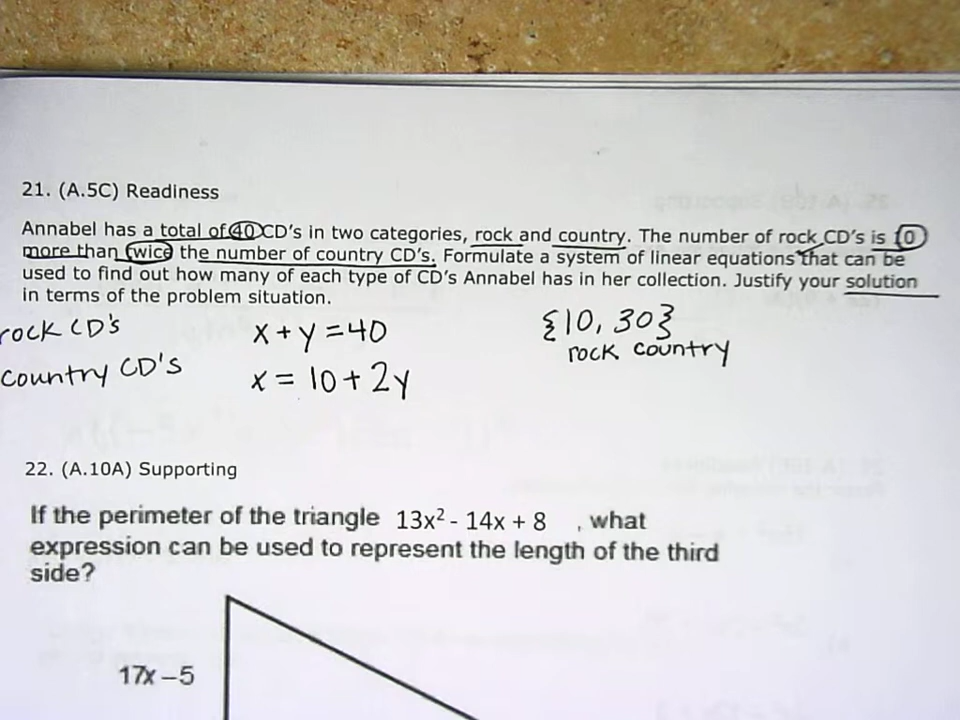 21. (A.5C) Readiness
Annabel has a total of 40 CD's in two categories, rock and country. The number of rock CD's is 10
more than twice the number of country CD's. Formulate a system of linear equations that can be
used to find out how many of each type of CD's Annabel has in her collection. Justify your solution
in terms of the problem situation.
rock CD's
x + y = 40
{10, 30}
rock country
country CD's
x = 10 + 2y
22. (A.10A) Supporting
If the perimeter of the triangle 13x² - 14x + 8 , what
expression can be used to represent the length of the third
side?
17x – 5